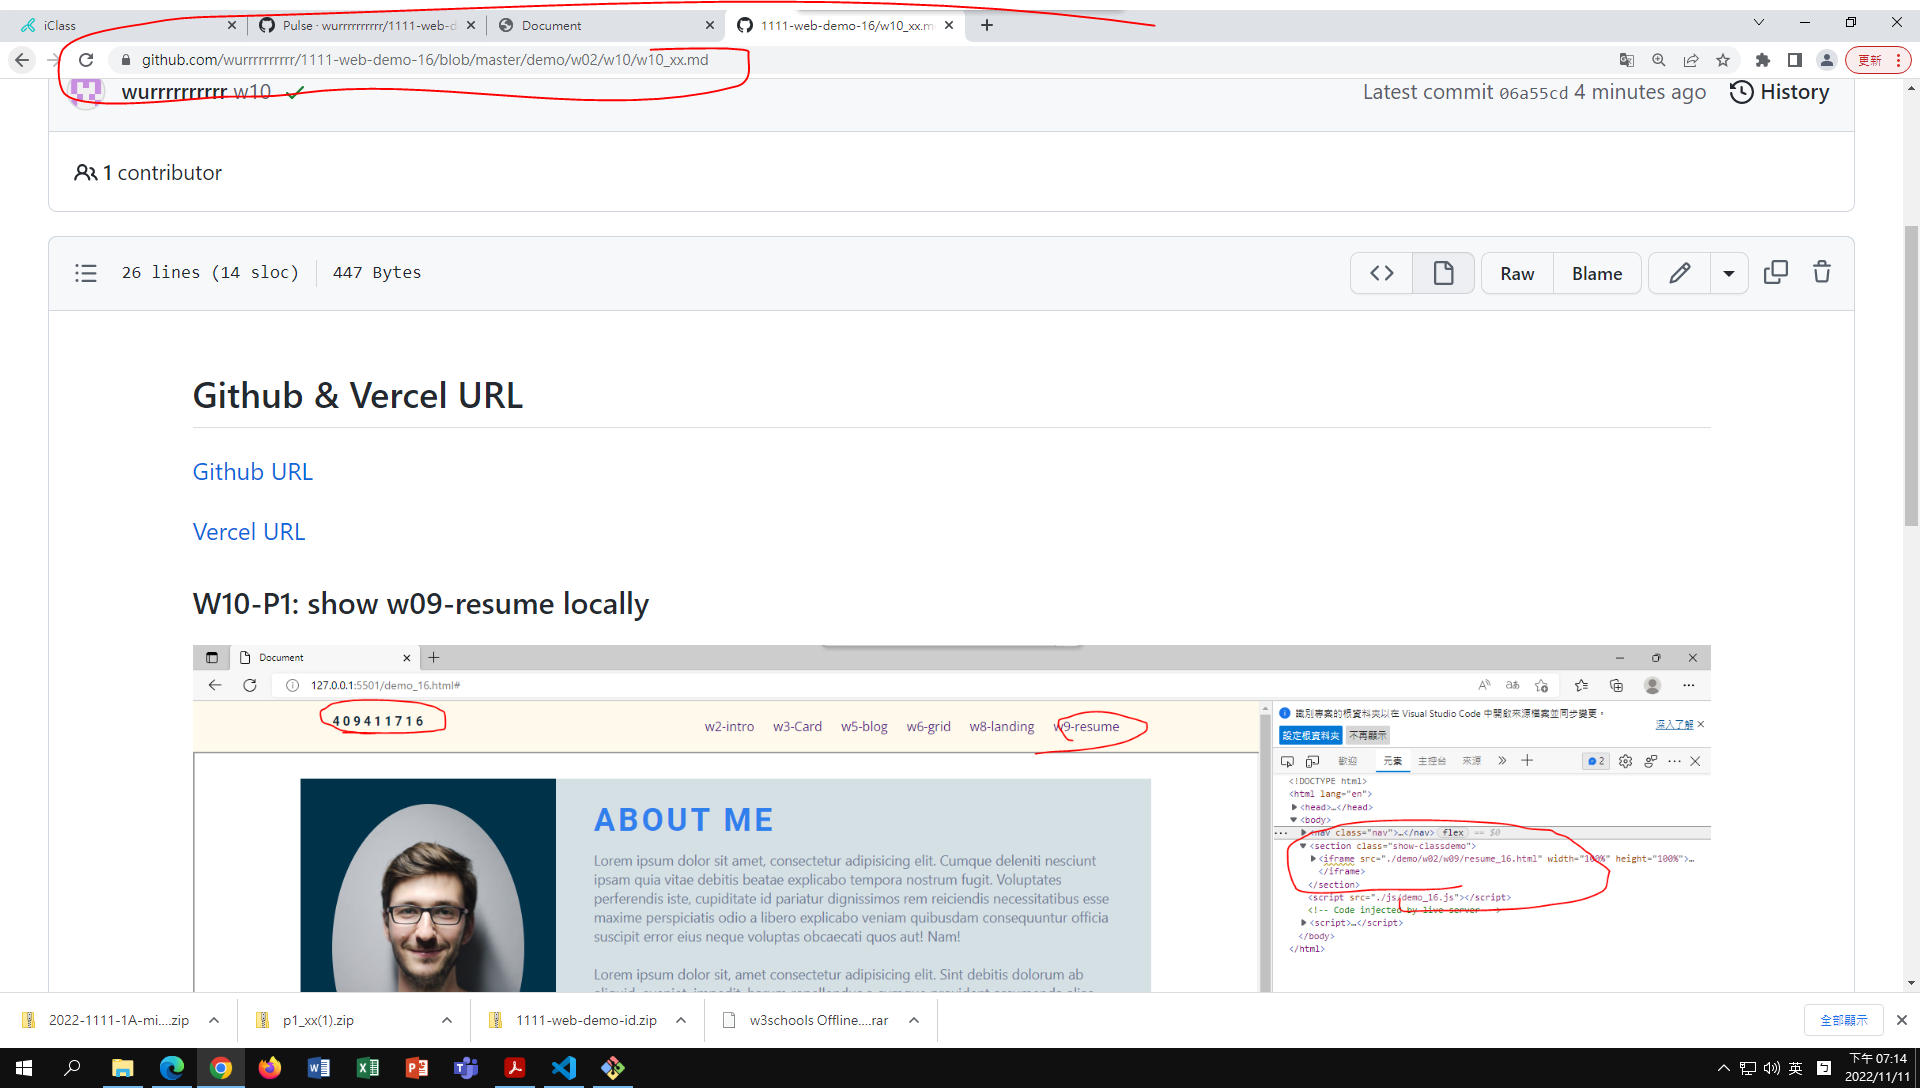 iClass
Pulse · wurrrrrrrrrr/1111-web-d
Document
1111-web-demo-16/w10_xx.m
github.com/wurrrrrrrrrr/1111-web-demo-16/blob/master/demo/w02/w10/w10_xx.md
更新
wurrrrrrrrrr w10
Latest commit 06a55cd 4 minutes ago
History
1 contributor
26 lines (14 sloc)
447 Bytes
Raw
Blame
Github & Vercel URL
Github URL
Vercel URL
W10-P1: show w09-resume locally
Document
127.0.0.1:5501/demo_16.html#
409411716
w2-intro
w3-Card
w5-blog
w6-grid
w8-landing
w9-resume
識別專案的根資料夾以在 Visual Studio Code 中開啟來源檔案並同步變更。
深入了解
設定根資料夾
不再顯示
歡迎
元素
主控台
來源
2
<!DOCTYPE html>
<html lang="en">
<head>…</head>
<body>
<nav class="nav">…</nav> flex == $0
<section class="show-classdemo">
<iframe src="./demo/w02/w09/resume_16.html" width="100%" height="100%">…
</iframe>
</section>
<script src="./js/demo_16.js"></script>
<!-- Code injected by live-server -->
<script>…</script>
</body>
</html>
ABOUT ME
Lorem ipsum dolor sit amet, consectetur adipisicing elit. Cumque deleniti nesciunt
ipsam quia vitae debitis beatae explicabo tempora nostrum fugit. Voluptates
perferendis iste, cupiditate id pariatur dignissimos rem reiciendis necessitatibus esse
maxime perspiciatis odio a libero explicabo veniam quibusdam consequuntur officia
suscipit error eius neque voluptas obcaecati quos aut! Nam!
Lorem ipsum dolor sit, amet consectetur adipisicing elit. Sint debitis dolorum ab
2022-1111-1A-mi....zip
p1_xx(1).zip
1111-web-demo-id.zip
w3schools Offline....rar
全部顯示
英
下午 07:14
2022/11/11